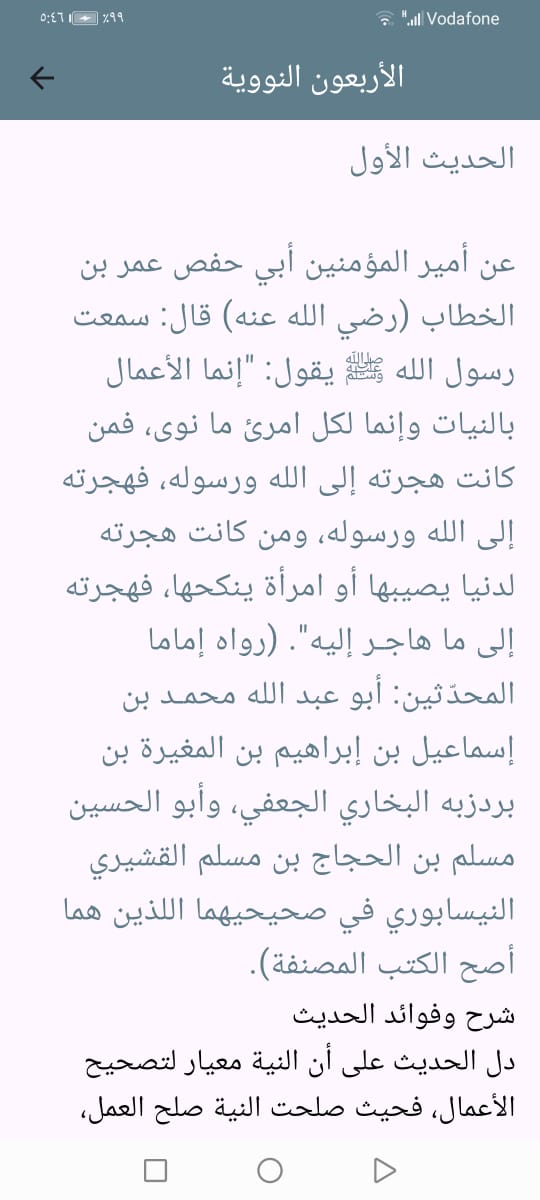 ٠٥:٤٦ ٪٩٩ H Vodafone
الأربعون النووية
الحديث الأول
عن أمير المؤمنين أبي حفص عمر بن
الخطاب (رضي الله عنه) قال: سمعت
رسول الله ﷺ يقول: "إنما الأعمال
بالنيات وإنما لكل امرئ ما نوى، فمن
كانت هجرته إلى الله ورسوله، فهجرته
إلى الله ورسوله، ومن كانت هجرته
لدنيا يصيبها أو امرأة ينكحها، فهجرته
إلى ما هاجـر إليه". (رواه إماما
المحدّثين: أبو عبد الله محمـد بن
إسماعيل بن إبراهيم بن المغيرة بن
بردزبه البخاري الجعفي، وأبو الحسين
مسلم بن الحجاج بن مسلم القشيري
النيسابوري في صحيحيهما اللذين هما
أصح الكتب المصنفة).
شرح وفوائد الحديث
دل الحديث على أن النية معيار لتصحيح
الأعمال، فحيث صلحت النية صلح العمل،